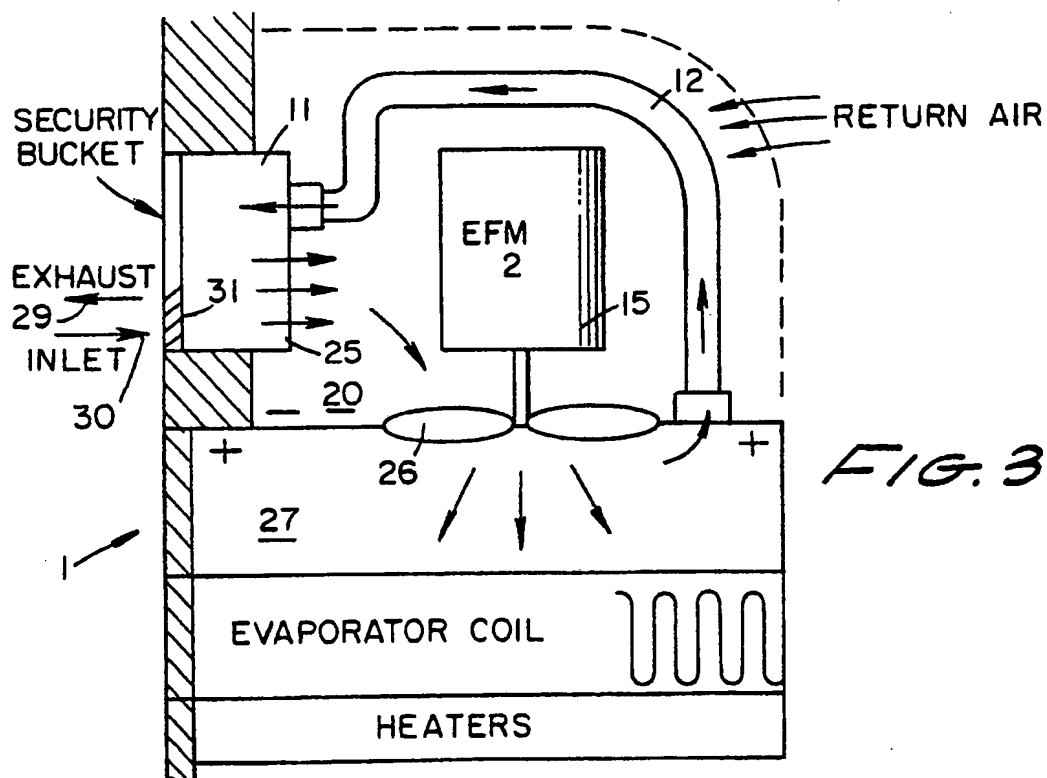 12
11
RETURN AIR
SECURITY
BUCKET
EFM
2
EXHAUST
31
15
29
INLET
25
30
20
26
FIG. 3
27
1
EVAPORATOR COIL
HEATERS